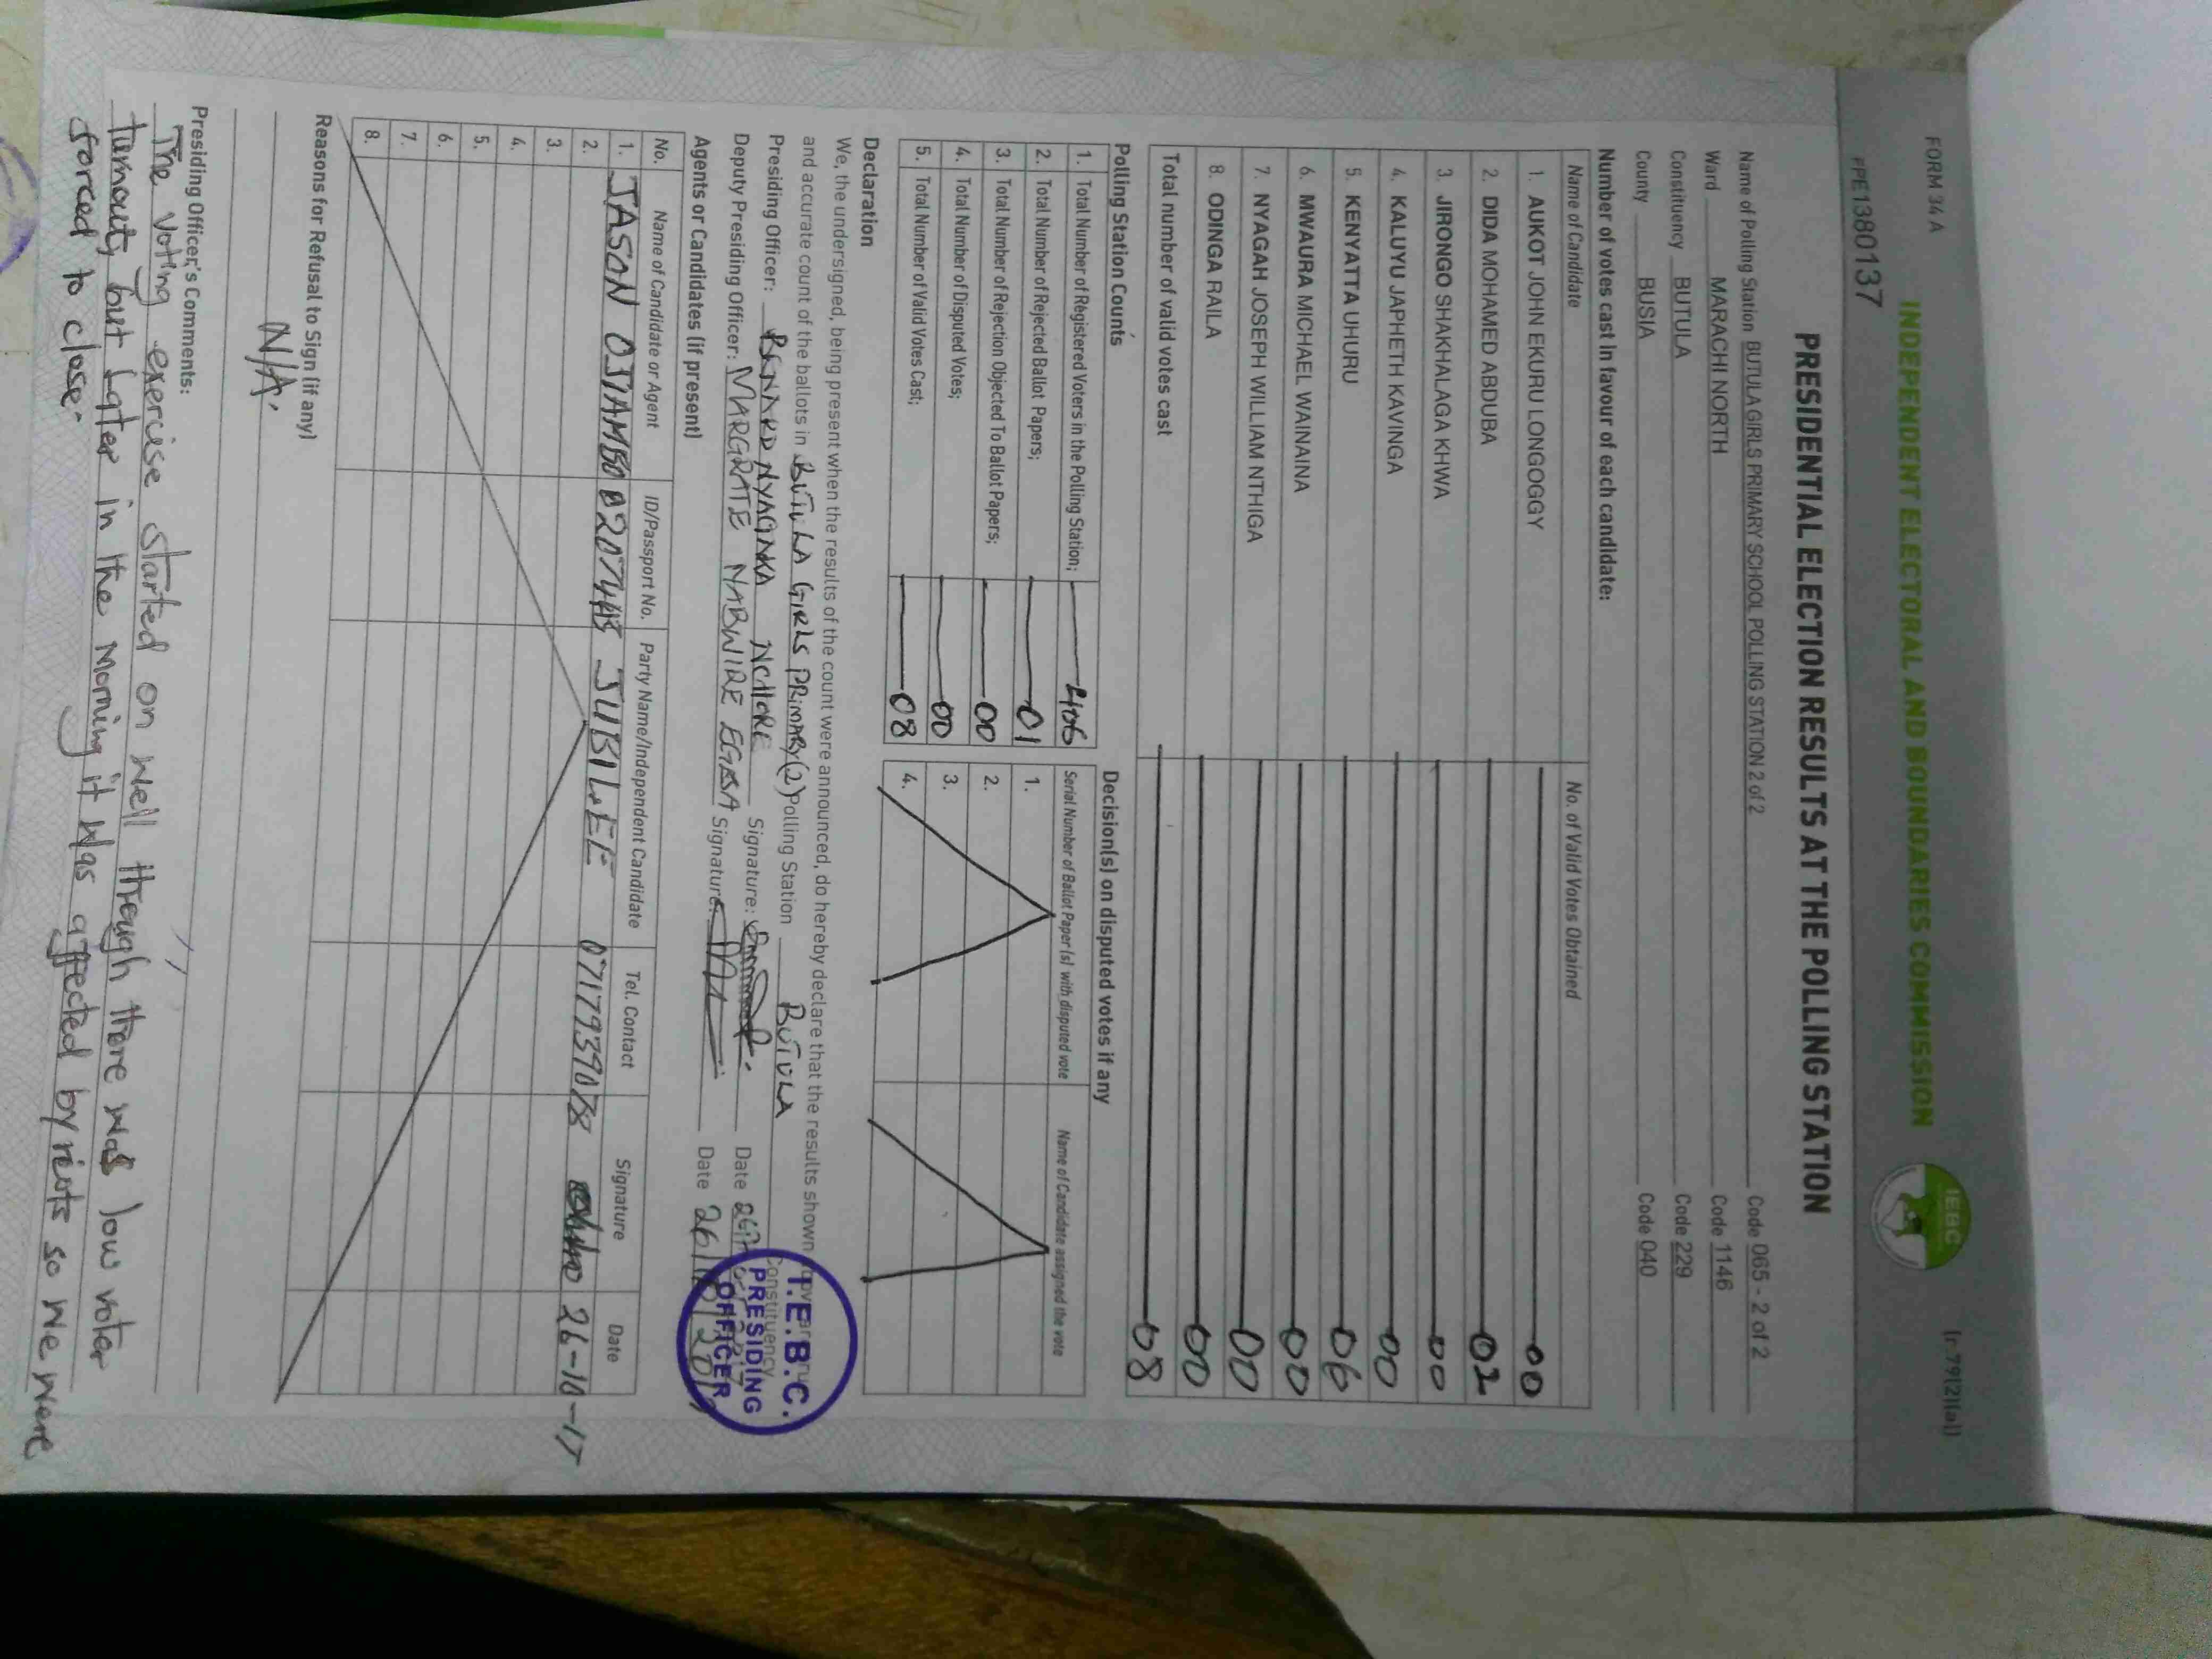 FORM 34A
(r.79(2)(a))
INDEPENDENT ELECTORAL AND BOUNDARIES COMMISSION
IEBC
PPE1380137
PRESIDENTIAL ELECTION RESULTS AT THE POLLING STATION
Name of Polling Station BUTULA GIRLS PRIMARY SCHOOL POLLING STATION 2 of 2 Code 065 - 2 of 2
Ward MARACHI NORTH Code 1146
Constituency BUTULA Code 229
County BUSIA Code 040
Number of votes cast in favour of each candidate:
Name of Candidate No. of Valid Votes Obtained
1. AUKOT JOHN EKURU LONGOGGY 00
2. DIDA MOHAMED ABDUBA 02
3. JIRONGO SHAKHALAGA KHWA 00
4. KALUYU JAPHETH KAVINGA 00
5. KENYATTA UHURU 06
6. MWAURA MICHAEL WAINAINA 00
7. NYAGAH JOSEPH WILLIAM NTHIGA 00
8. ODINGA RAILA 00
Total number of valid votes cast 08
Polling Station Counts
1. Total Number of Registered Voters in the Polling Station; 406
2. Total Number of Rejected Ballot Papers; 01
3. Total Number of Rejection Objected To Ballot Papers; 00
4. Total Number of Disputed Votes; 00
5. Total Number of Valid Votes Cast; 08
Decision(s) on disputed votes if any
Serial Number of Ballot Paper(s) with disputed vote Name of Candidate assigned the vote
1.
2.
3.
4.
Declaration
We, the undersigned, being present when the results of the count were announced, do hereby declare that the results shown above are true
and accurate count of the ballots in BUTULA GIRLS PRIMARY(2) Polling Station BUTULA Constituency
Presiding Officer: Signature: Date
Deputy Presiding Officer: MARGRATE NABWIRE Signature: Date 26/10/2017
I.E.B.C.
PRESIDING
OFFICER
Agents or Candidates (if present)
No. Name of Candidate or Agent ID/Passport No. Party Name/Independent Candidate Tel. Contact Signature Date
1. JASON OJIAMBO JUBILEE 0717939078 26-10-17
2.
3.
4.
5.
6.
7.
8.
Reasons for Refusal to Sign (if any)
N/A.
Presiding Officer's Comments:
The voting exercise started on well through there was low voter
turnout, but later in the morning it was affected by riots so we were
forced to close.